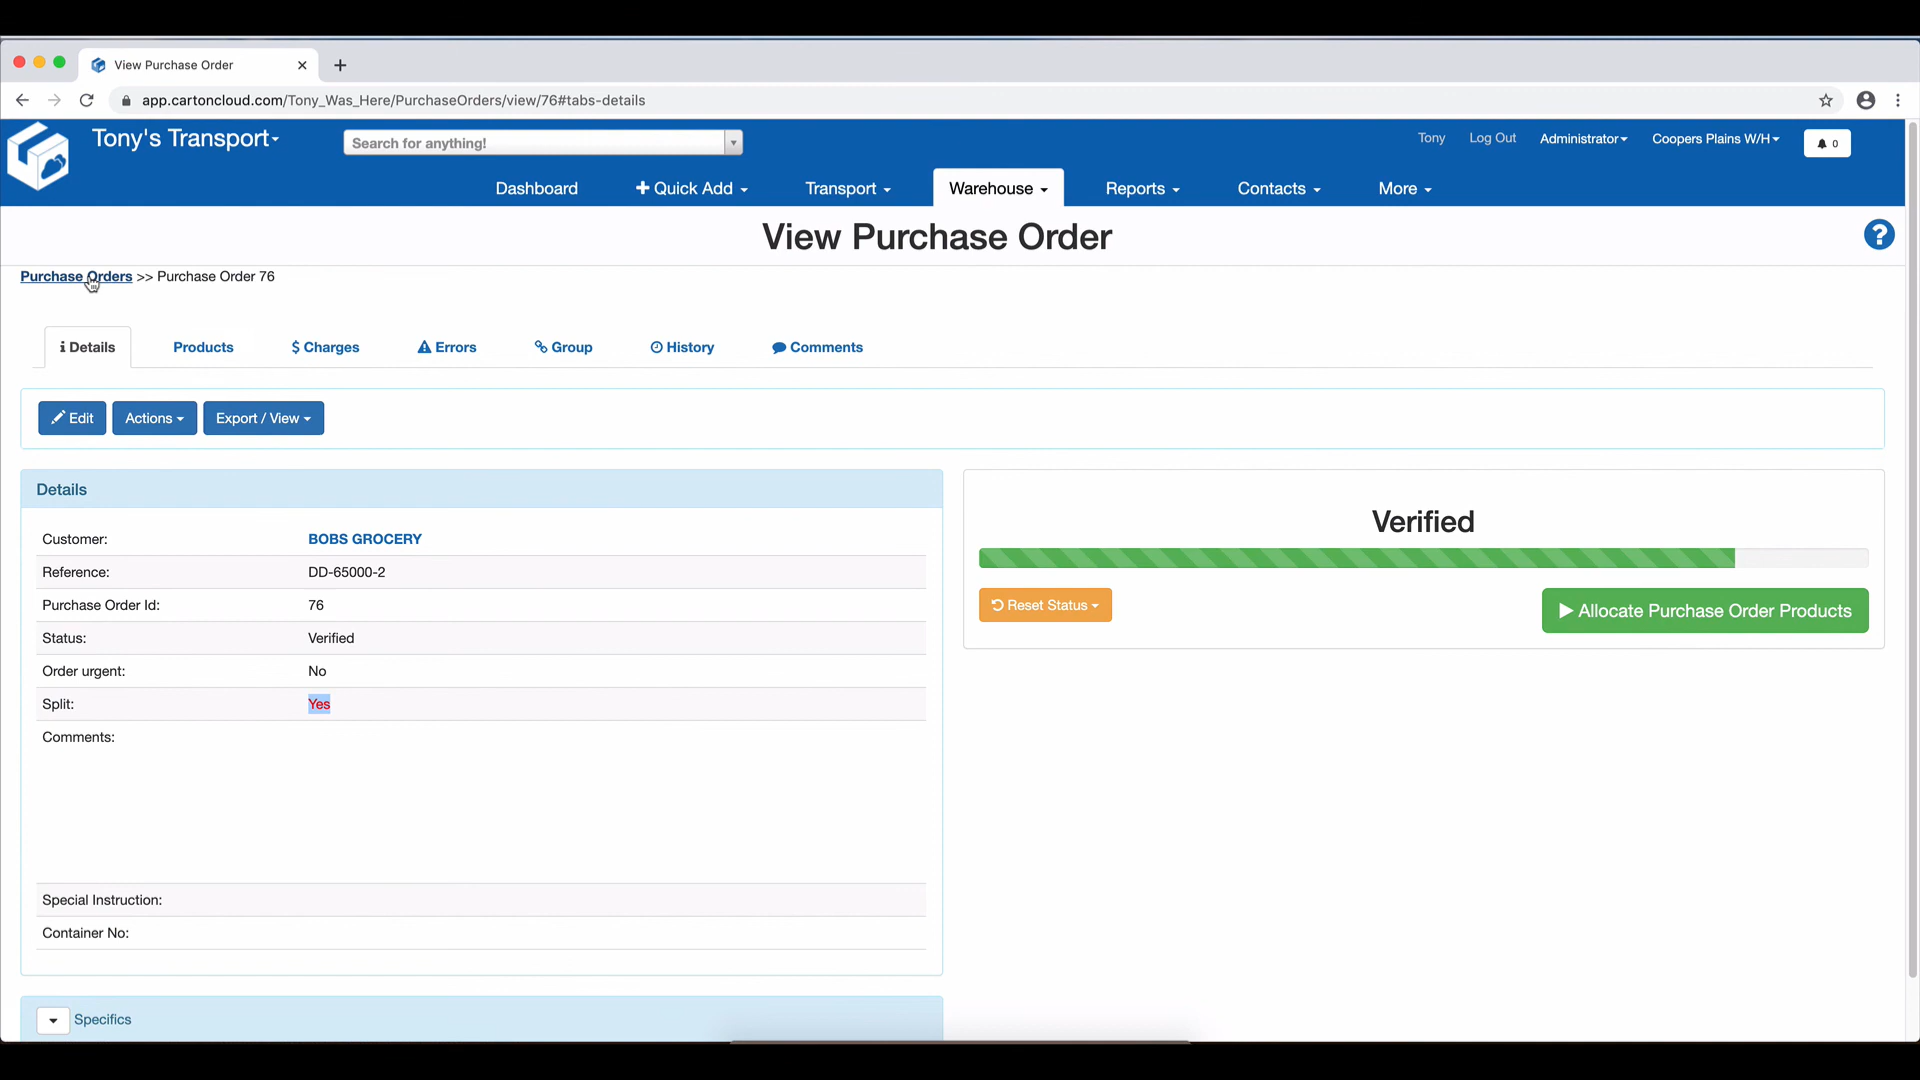 View Purchase Order
app.cartoncloud.com/Tony_Was_Here/PurchaseOrders/view/76#tabs-details
Tony's Transport
Search for anything!
Tony
Log Out
Administrator
Coopers Plains W/H
0
Dashboard
Quick Add
Transport
Warehouse
Reports
Contacts
More
View Purchase Order
?
Purchase Orders >> Purchase Order 76
Details
Products
$ Charges
Errors
Group
History
Comments
Edit
Actions
Export / View
Details
Customer: BOBS GROCERY
Reference: DD-65000-2
Purchase Order Id: 76
Status: Verified
Order urgent: No
Split: Yes
Comments:
Special Instruction:
Container No:
Specifics
Verified
Reset Status
Allocate Purchase Order Products